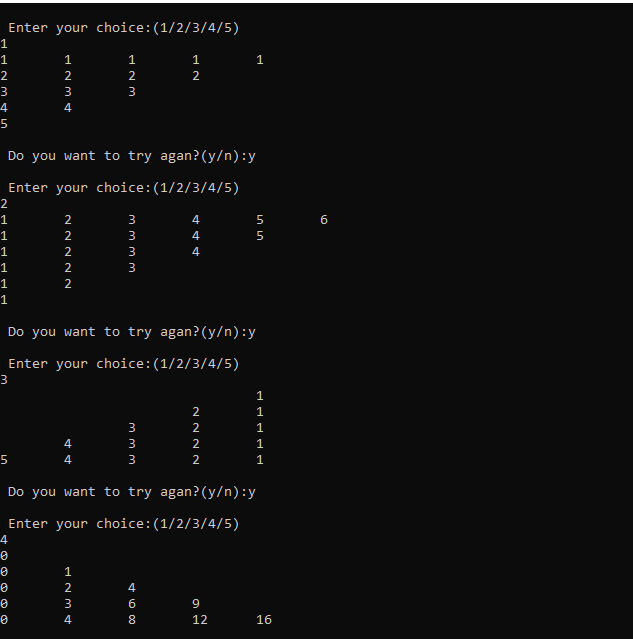 Enter your choice:(1/2/3/4/5)
1
1 1 1 1 1
2 2 2 2
3 3 3
4 4
5
Do you want to try agan?(y/n):y
Enter your choice:(1/2/3/4/5)
2
1 2 3 4 5 6
1 2 3 4 5
1 2 3 4
1 2 3
1 2
1
Do you want to try agan?(y/n):y
Enter your choice:(1/2/3/4/5)
3
1
2 1
3 2 1
4 3 2 1
5 4 3 2 1
Do you want to try agan?(y/n):y
Enter your choice:(1/2/3/4/5)
4
0
0 1
0 2 4
0 3 6 9
0 4 8 12 16